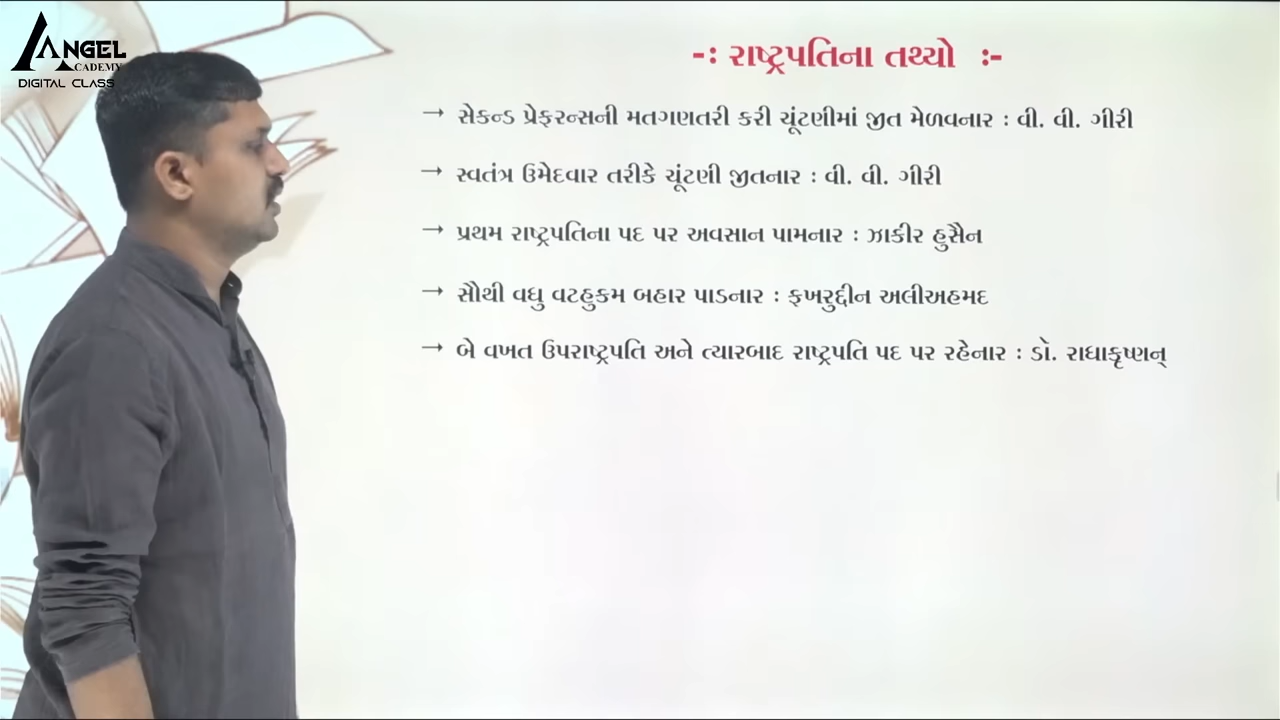 ANGEL
ACADEMY
DIGITAL CLASS
-: રાષ્ટ્રપતિના તથ્યો :-
→ સેકન્ડ પ્રેફરન્સની મતગણતરી કરી ચૂંટણીમાં જીત મેળવનાર : વી. વી. ગીરી
→ સ્વતંત્ર ઉમેદવાર તરીકે ચૂંટણી જીતનાર : વી. વી. ગીરી
→ પ્રથમ રાષ્ટ્રપતિના પદ પર અવસાન પામનાર : ઝાકીર હુસૈન
→ સૌથી વધુ વટહુકમ બહાર પાડનાર : ફખરુદ્દીન અલીઅહમદ
→ બે વખત ઉપરાષ્ટ્રપતિ અને ત્યારબાદ રાષ્ટ્રપતિ પદ પર રહેનાર : ડો. રાધાકૃષ્ણન્